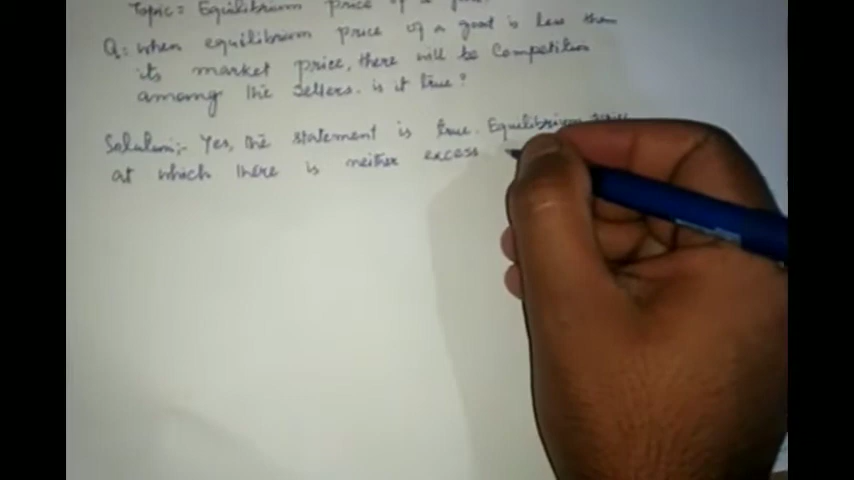 Topic: Equilibrium price of a
Q: when equilibrium price of a good is less than
its market price, there will be competition
among the sellers. is it true?
Solution:- Yes, the statement is true. Equilibrium
at which there is neither excess